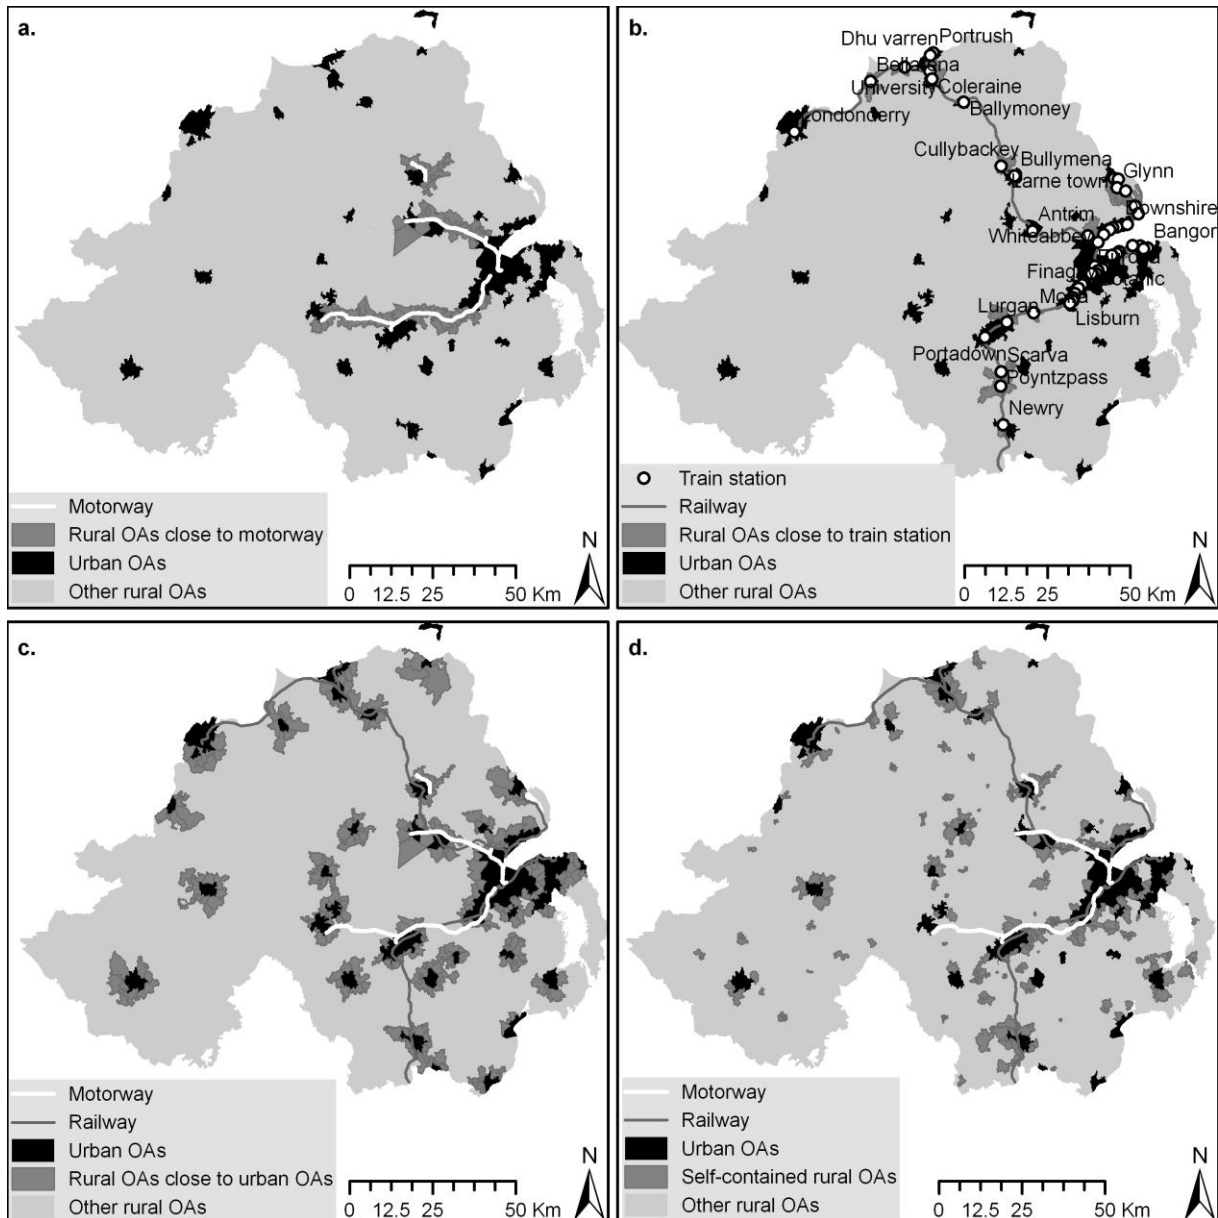 a.
Motorway
Rural OAs close to motorway
Urban OAs
Other rural OAs
N
0 12.5 25 50 Km
b.
Dhu varren Portrush
Bellarena
University Coleraine
Ballymoney
Londonderry
Cullybackey
Bullymena
Larne town Glynn
Downshire
Antrim
Bangor
Whiteabbey
Finaghy
Moira
Lurgan
Lisburn
Portadown Scarva
Poyntzpass
Newry
Train station
Railway
Rural OAs close to train station
Urban OAs
Other rural OAs
N
0 12.5 25 50 Km
c.
Motorway
Railway
Urban OAs
Rural OAs close to urban OAs
Other rural OAs
N
0 12.5 25 50 Km
d.
Motorway
Railway
Urban OAs
Self-contained rural OAs
Other rural OAs
N
0 12.5 25 50 Km